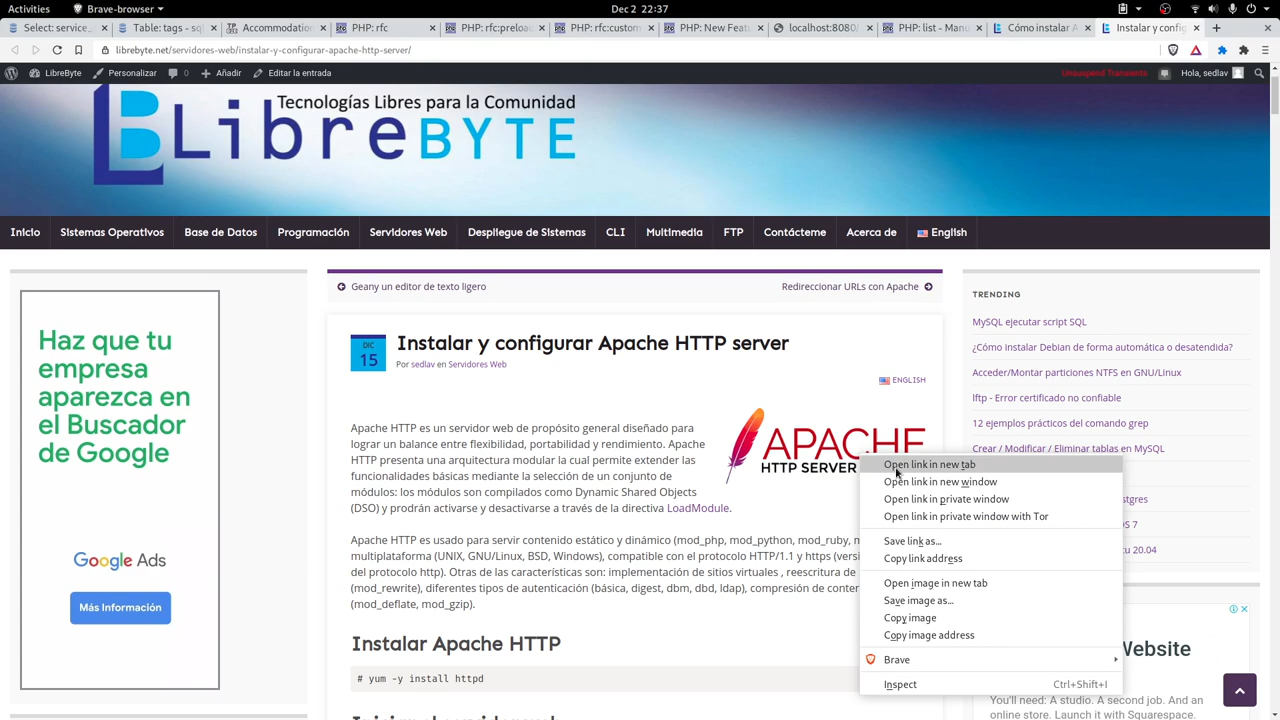 Activities
Brave-browser
Dec 2 22:37
Select: service_
Table: tags - sq
Accommodation
PHP: rfc
PHP: rfc:preloa
PHP: rfc:custom
PHP: New Featu
localhost:8080/
PHP: list - Manu
Cómo instalar A
Instalar y config
librebyte.net/servidores-web/instalar-y-configurar-apache-http-server/
LibreByte
Personalizar
0
Añadir
Editar la entrada
Unsuspend Transients
Hola, sedlav
Tecnologías Libres para la Comunidad
LibreBYTE
Inicio
Sistemas Operativos
Base de Datos
Programación
Servidores Web
Despliegue de Sistemas
CLI
Multimedia
FTP
Contácteme
Acerca de
English
Haz que tu
empresa
aparezca en
el Buscador
de Google
Google Ads
Más Información
Geany un editor de texto ligero
Redireccionar URLs con Apache
DIC
15
Instalar y configurar Apache HTTP server
Por sedlav en Servidores Web
ENGLISH
APACHE
HTTP SERVER
Apache HTTP es un servidor web de propósito general diseñado para
lograr un balance entre flexibilidad, portabilidad y rendimiento. Apache
HTTP presenta una arquitectura modular la cual permite extender las
funcionalidades básicas mediante la selección de un conjunto de
módulos: los módulos son compilados como Dynamic Shared Objects
(DSO) y prodrán activarse y desactivarse a través de la directiva LoadModule.
Apache HTTP es usado para servir contenido estático y dinámico (mod_php, mod_python, mod_ruby, m
multiplataforma (UNIX, GNU/Linux, BSD, Windows), compatible con el protocolo HTTP/1.1 y https (versi
del protocolo http). Otras de las características son: implementación de sitios virtuales , reescritura de
(mod_rewrite), diferentes tipos de autenticación (básica, digest, dbm, dbd, ldap), compresión de conten
(mod_deflate, mod_gzip).
Instalar Apache HTTP
# yum -y install httpd
TRENDING
MySQL ejecutar script SQL
¿Cómo instalar Debian de forma automática o desatendida?
Acceder/Montar particiones NTFS en GNU/Linux
lftp - Error certificado no confiable
12 ejemplos prácticos del comando grep
Crear / Modificar / Eliminar tablas en MySQL
stgres
OS 7
tu 20.04
Open link in new tab
Open link in new window
Open link in private window
Open link in private window with Tor
Save link as...
Copy link address
Open image in new tab
Save image as...
Copy image
Copy image address
Brave
Inspect
Ctrl+Shift+I
Website
You'll need: A studio. A second job. And an
online store. Launch it with Squarespace.